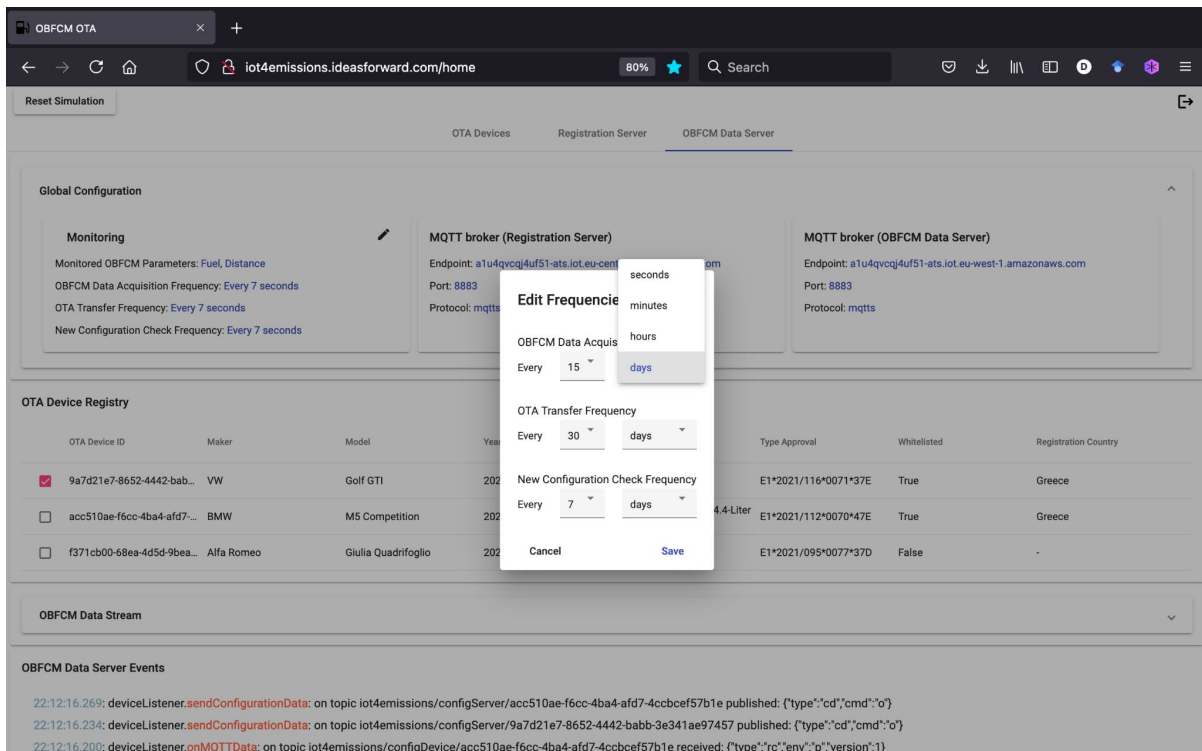 OBFCM OTA
iot4emissions.ideasforward.com/home
80%
Search
D
Reset Simulation
OTA Devices Registration Server OBFCM Data Server
Global Configuration
Monitoring
Monitored OBFCM Parameters: Fuel, Distance
OBFCM Data Acquisition Frequency: Every 7 seconds
OTA Transfer Frequency: Every 7 seconds
New Configuration Check Frequency: Every 7 seconds
MQTT broker (Registration Server)
Endpoint: a1u4qvcqj4uf51-ats.iot.eu-cent om
Port: 8883
Protocol: mqtts
MQTT broker (OBFCM Data Server)
Endpoint: a1u4qvcqj4uf51-ats.iot.eu-west-1.amazonaws.com
Port: 8883
Protocol: mqtts
Edit Frequencie
OBFCM Data Acquis
Every 15
seconds
minutes
hours
days
OTA Transfer Frequency
Every 30 days
New Configuration Check Frequency
Every 7 days
Cancel Save
OTA Device Registry
OTA Device ID Maker Model Yea Type Approval Whitelisted Registration Country
9a7d21e7-8652-4442-bab... VW Golf GTI 202 E1*2021/116*0071*37E True Greece
acc510ae-f6cc-4ba4-afd7-... BMW M5 Competition 202 4.4-Liter E1*2021/112*0070*47E True Greece
f371cb00-68ea-4d5d-9bea... Alfa Romeo Giulia Quadrifoglio 202 E1*2021/095*0077*37D False -
OBFCM Data Stream
OBFCM Data Server Events
22:12:16.269: deviceListener.sendConfigurationData: on topic iot4emissions/configServer/acc510ae-f6cc-4ba4-afd7-4ccbcef57b1e published: {"type":"cd","cmd":"o"}
22:12:16.234: deviceListener.sendConfigurationData: on topic iot4emissions/configServer/9a7d21e7-8652-4442-babb-3e341ae97457 published: {"type":"cd","cmd":"o"}
22:12:16.200: deviceListener.onMQTTData: on topic iot4emissions/configDevice/acc510ae-f6cc-4ba4-afd7-4ccbcef57b1e received: {"type":"rc","env":"p","version":1}